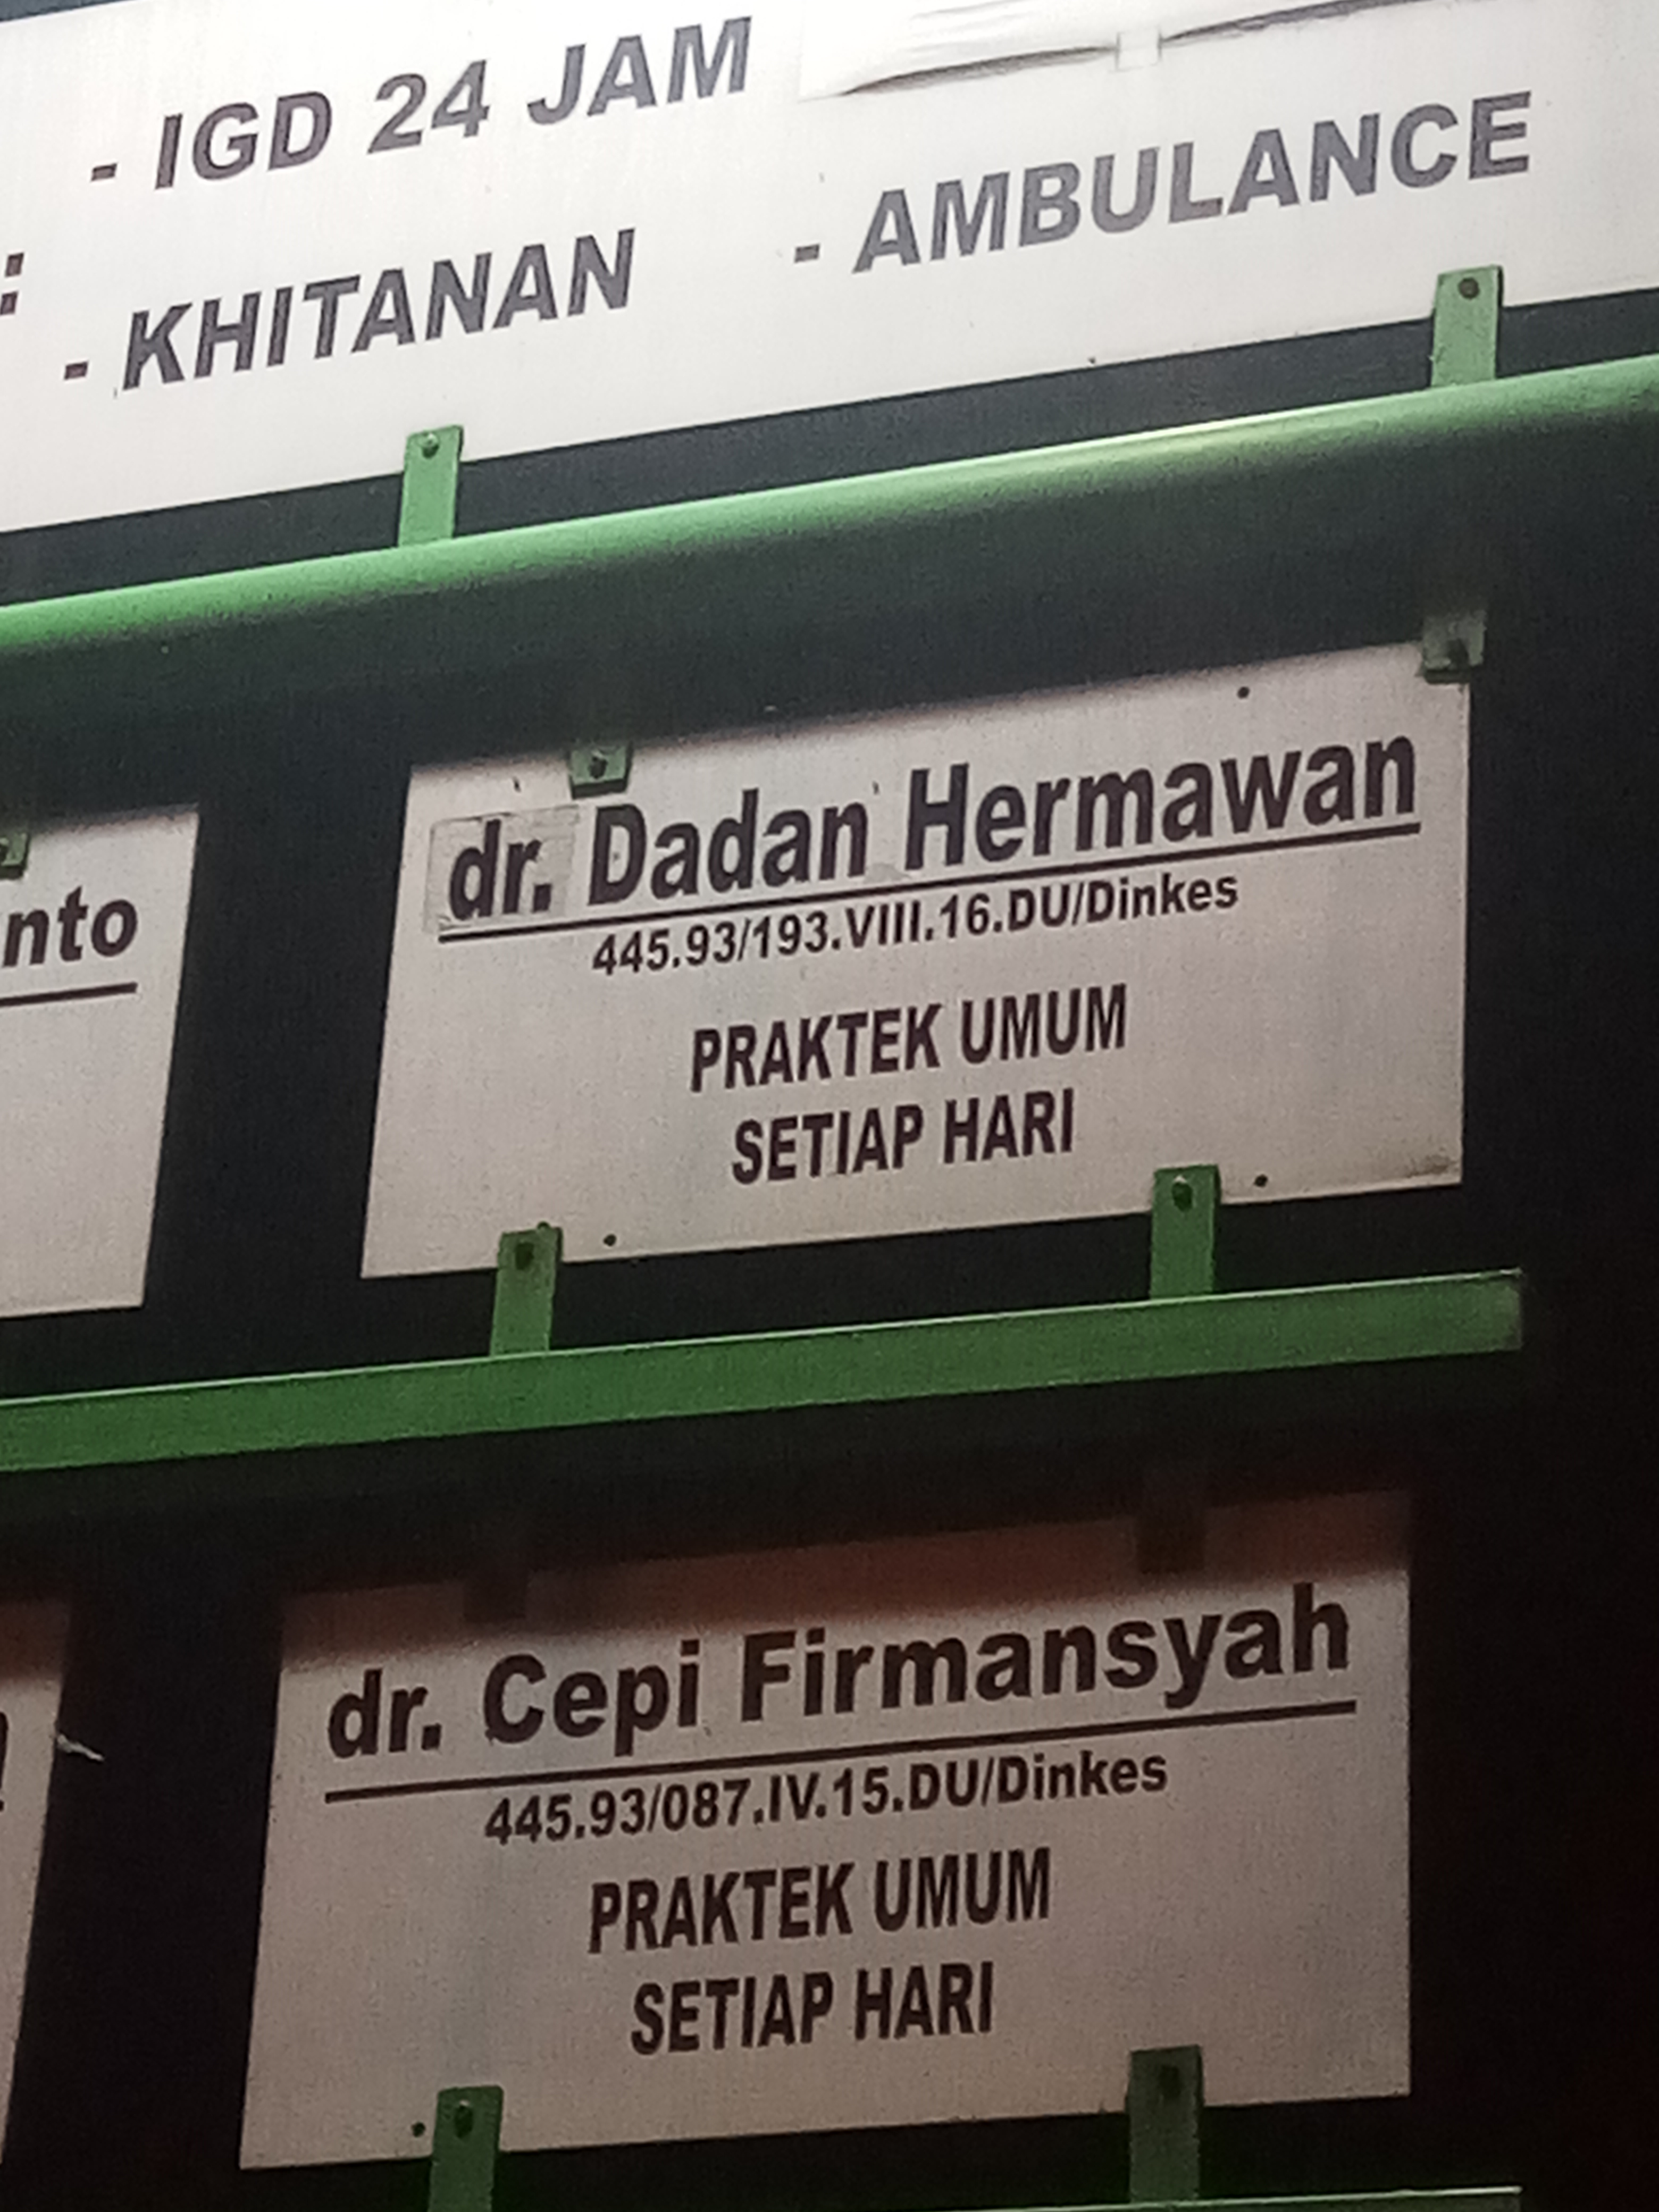 - IGD 24 JAM
:
- KHITANAN - AMBULANCE
nto
dr. Dadan Hermawan
445.93/193.VIII.16.DU/Dinkes
PRAKTEK UMUM
SETIAP HARI
dr. Cepi Firmansyah
445.93/087.IV.15.DU/Dinkes
PRAKTEK UMUM
SETIAP HARI